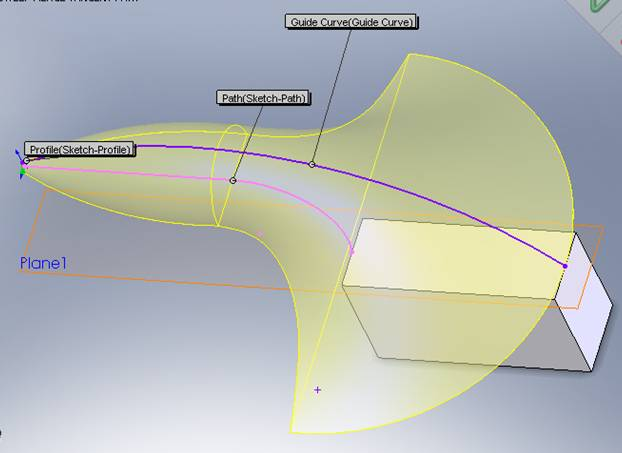 Guide Curve(Guide Curve)
Path(Sketch-Path)
Profile(Sketch-Profile)
Plane1